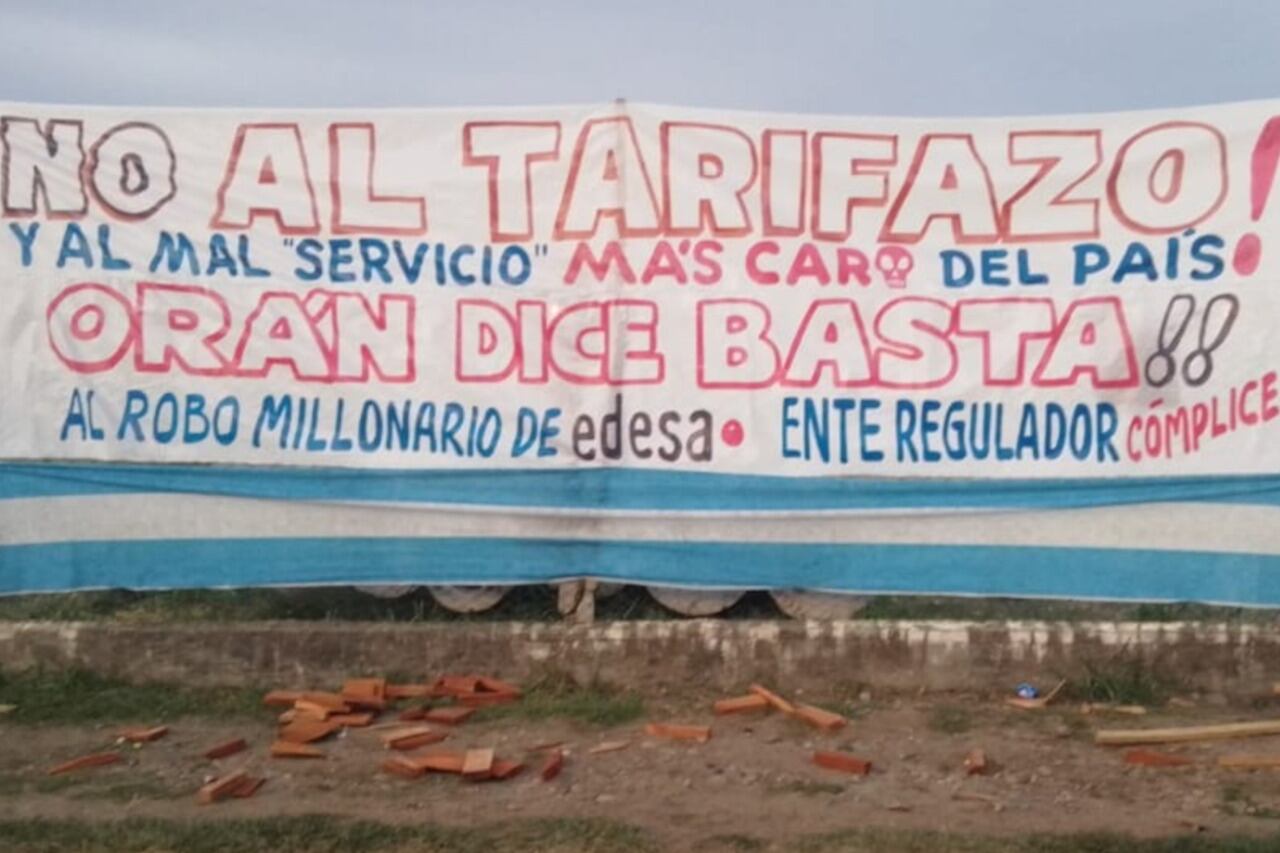 NO AL TARIFAZO!
Y AL MAL "SERVICIO" MÁS CARO DEL PAÍS
ORÁN DICE BASTA!!
AL ROBO MILLONARIO DE edesa. ENTE REGULADOR CÓMPLICE